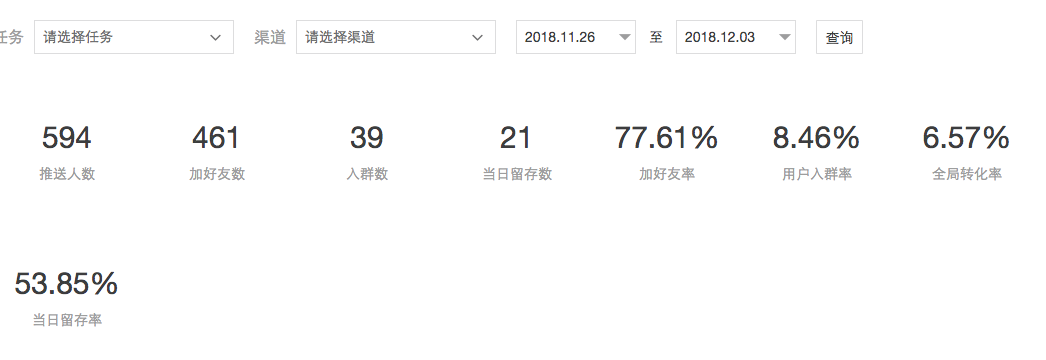 任务 请选择任务 渠道 请选择渠道 2018.11.26 至 2018.12.03 查询
594 461 39 21 77.61% 8.46% 6.57%
推送人数 加好友数 入群数 当日留存数 加好友率 用户入群率 全局转化率
53.85%
当日留存率